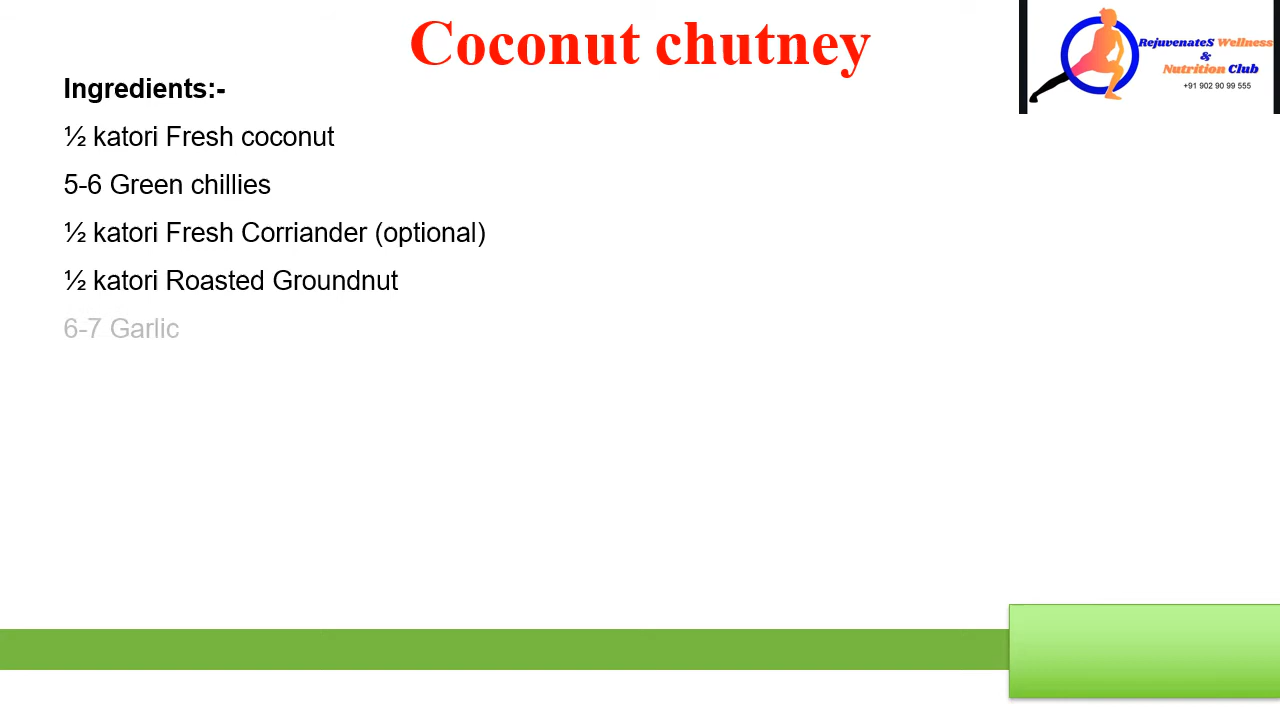 Coconut chutney
RejuvenateS Wellness
&
Nutrition Club
+91 902 90 99 555
Ingredients:-
½ katori Fresh coconut
5-6 Green chillies
½ katori Fresh Corriander (optional)
½ katori Roasted Groundnut
6-7 Garlic